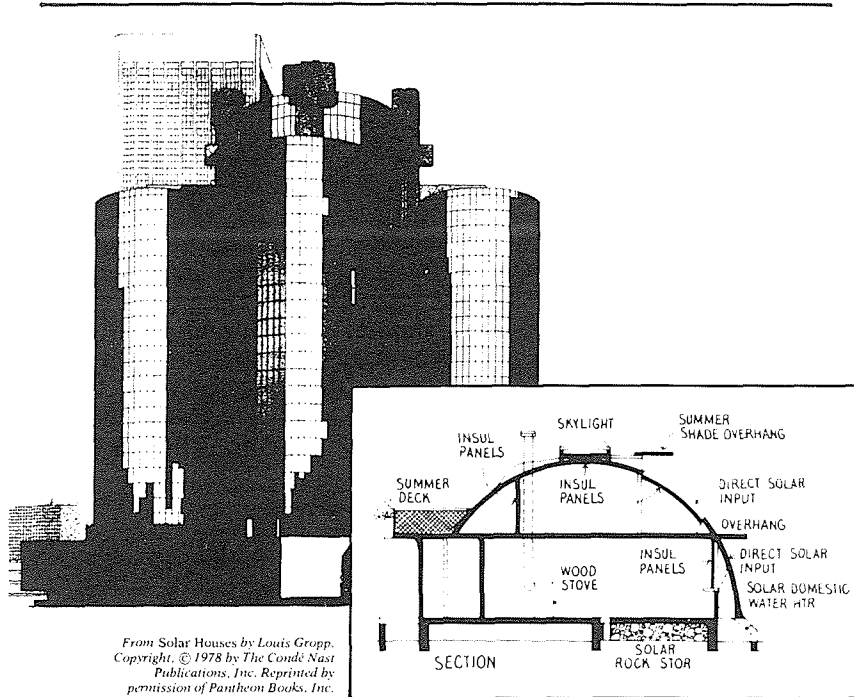 SKYLIGHT
SUMMER
SHADE OVERHANG
INSUL
PANELS
SUMMER
DECK
INSUL
PANELS
DIRECT SOLAR
INPUT
OVERHANG
WOOD
STOVE
INSUL
PANELS
DIRECT SOLAR
INPUT
SOLAR DOMESTIC
WATER HTR
SECTION
SOLAR
ROCK STOR
From Solar Houses by Louis Gropp.
Copyright, © 1978 by The Condé Nast
Publications, Inc. Reprinted by
permission of Pantheon Books, Inc.